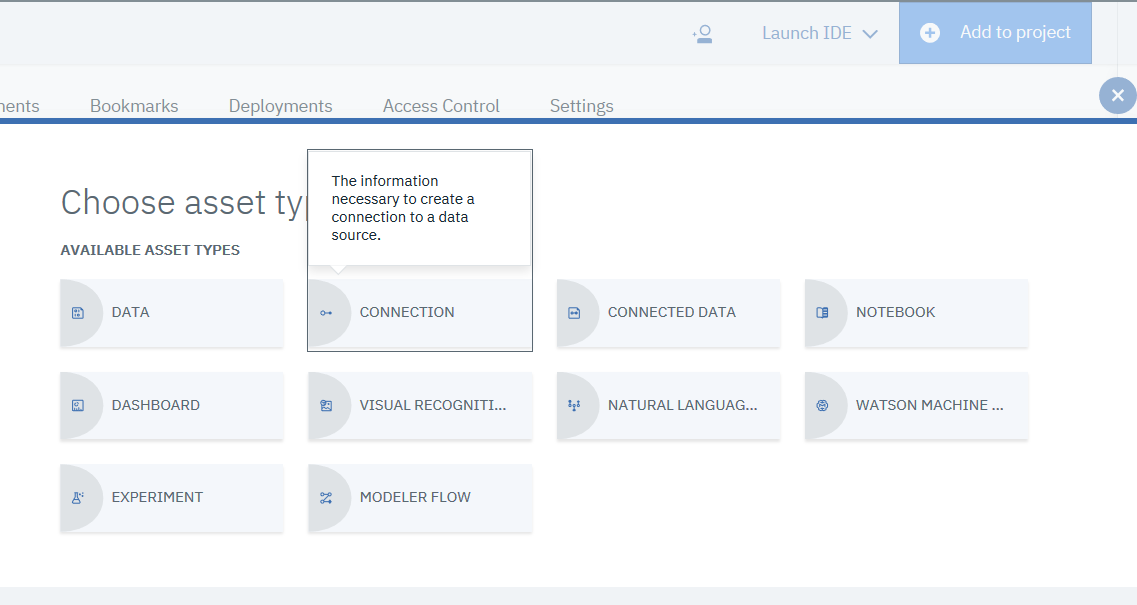 Launch IDE
Add to project
nents
Bookmarks
Deployments
Access Control
Settings
The information
necessary to create a
connection to a data
source.
Choose asset typ
AVAILABLE ASSET TYPES
DATA
CONNECTION
CONNECTED DATA
NOTEBOOK
DASHBOARD
VISUAL RECOGNITI...
NATURAL LANGUAG...
WATSON MACHINE ...
EXPERIMENT
MODELER FLOW